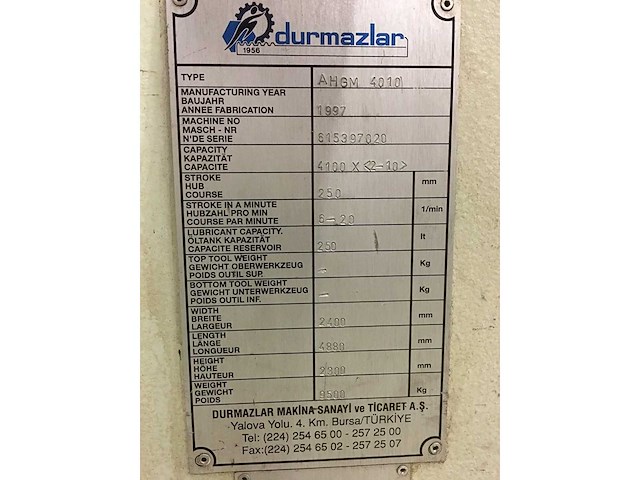 1956
durmazlar
TYPE AHGM 4010
MANUFACTURING YEAR
BAUJAHR
ANNEE FABRICATION 1997
MACHINE NO
MASCH - NR
N'DE SERIE 615397020
CAPACITY
KAPAZITÄT
CAPACITE 4100 X <2-10>
STROKE
HUB
COURSE 250 mm
STROKE IN A MINUTE
HUBZAHL PRO MIN
COURSE PAR MINUTE 6-20 1/min
LUBRICANT CAPACITY.
ÖLTANK KAPAZITÄT
CAPACITE RESERVOIR 250 lt
TOP TOOL WEIGHT
GEWICHT OBERWERKZEUG
POIDS OUTIL SUP. - Kg
BOTTOM TOOL WEIGHT
GEWICHT UNTERWERKZEUG
POIDS OUTIL INF. - Kg
WIDTH
BREITE
LARGEUR 2400 mm
LENGTH
LÄNGE
LONGUEUR 4880 mm
HEIGHT
HÖHE
HAUTEUR 2300 mm
WEIGHT
GEWICHT
POIDS 9500 Kg
DURMAZLAR MAKİNA SANAYİ ve TİCARET A.Ş.
Yalova Yolu. 4. Km. Bursa/TÜRKİYE
Tel: (224) 254 65 00 - 257 25 00
Fax:(224) 254 65 02 - 257 25 07